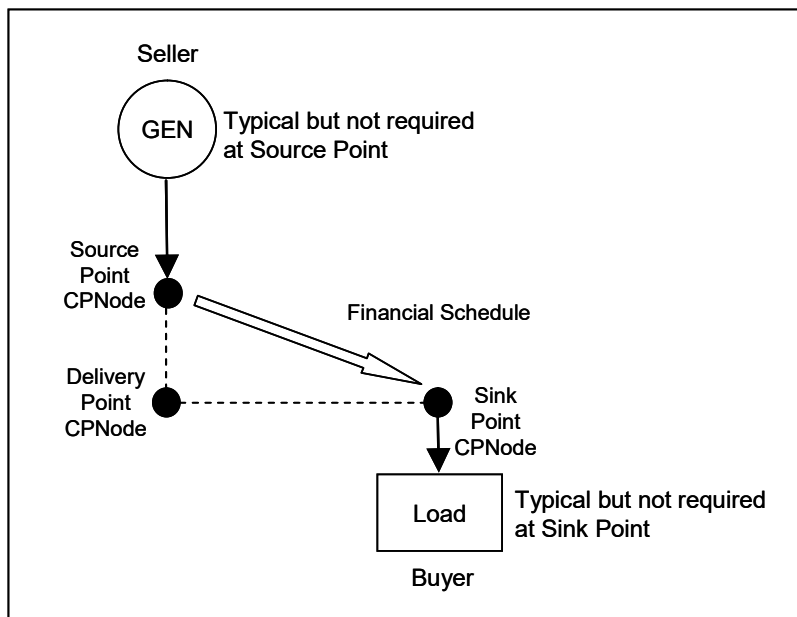 Seller
GEN
Typical but not required
at Source Point
Source
Point
CPNode
Financial Schedule
Delivery
Point
CPNode
Sink
Point
CPNode
Load
Typical but not required
at Sink Point
Buyer